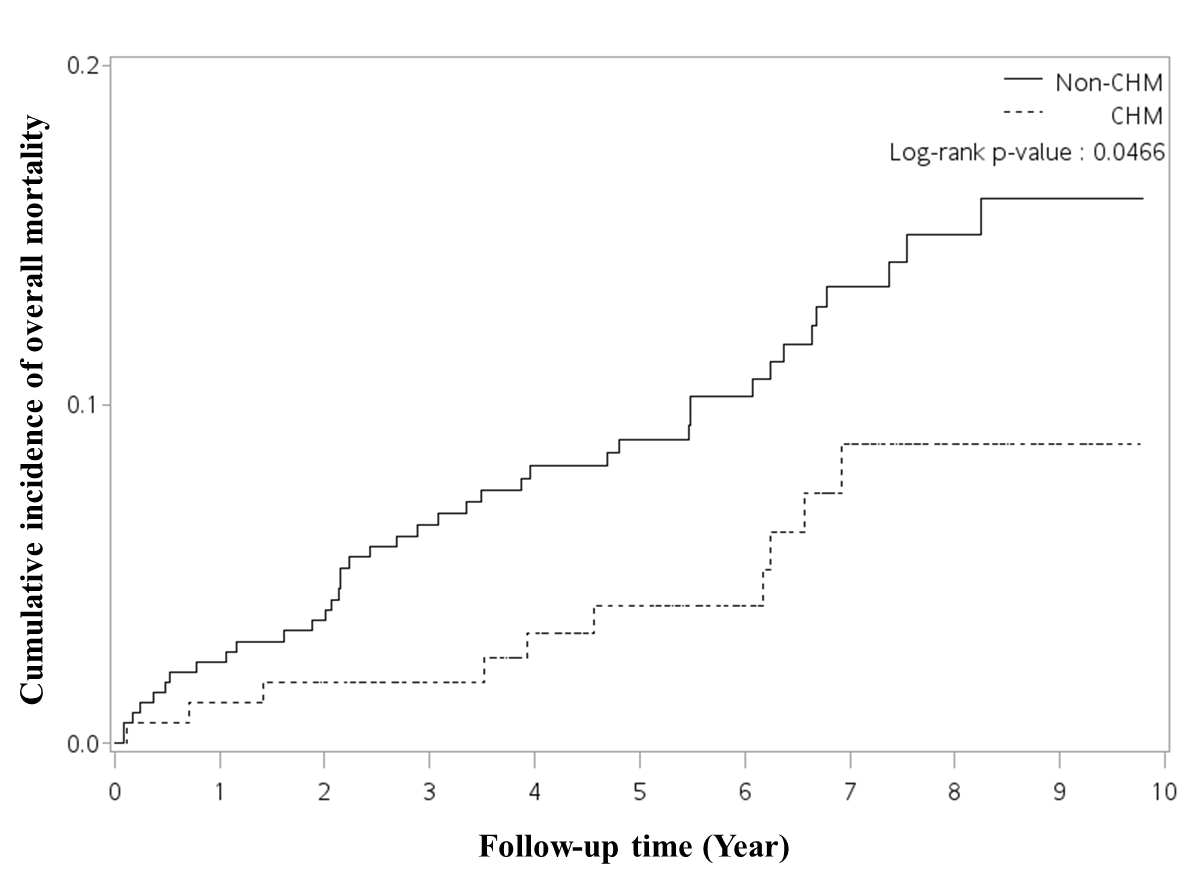 0.2
Non-CHM
CHM
Log-rank p-value : 0.0466
Cumulative incidence of overall mortality
0.1
0.0
0 1 2 3 4 5 6 7 8 9 10
Follow-up time (Year)